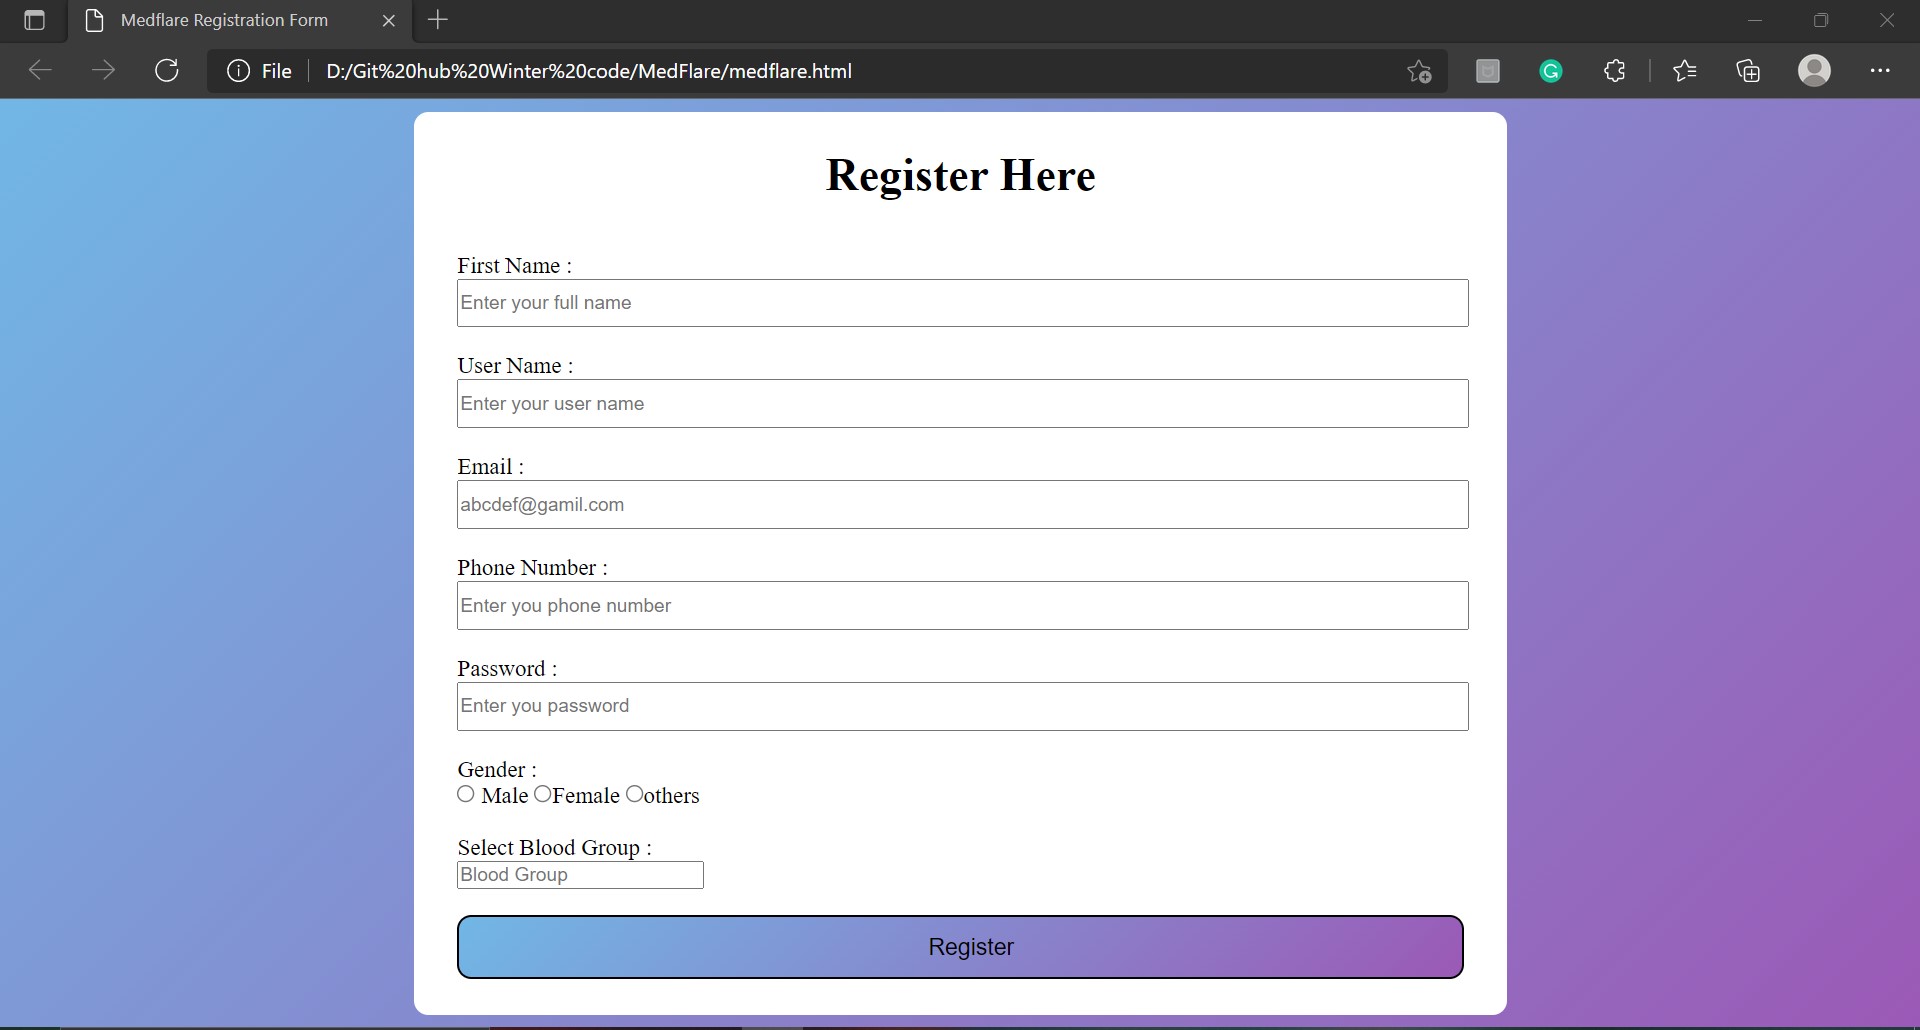 Medflare Registration Form
File
D:/Git%20hub%20Winter%20code/MedFlare/medflare.html
Register Here
First Name :
Enter your full name
User Name :
Enter your user name
Email :
abcdef@gamil.com
Phone Number :
Enter you phone number
Password :
Enter you password
Gender :
Male Female others
Select Blood Group :
Blood Group
Register